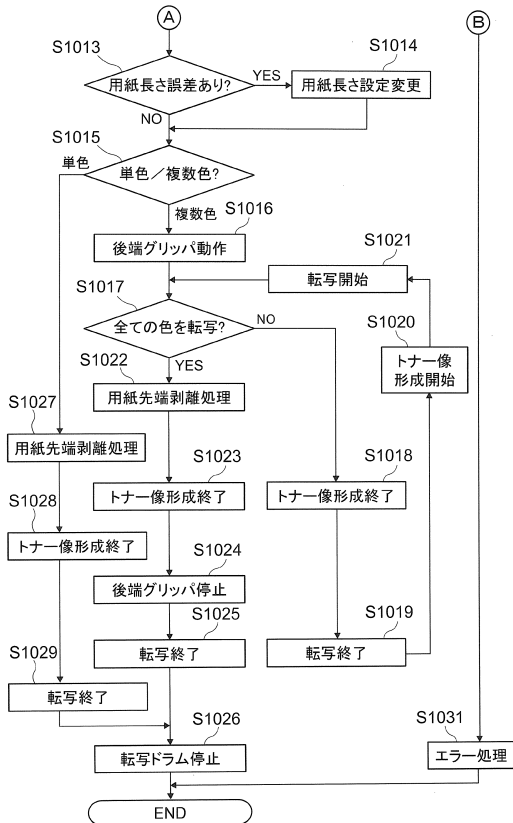 A
B
S1013
用紙長さ誤差あり?
YES
S1014
用紙長さ設定変更
NO
S1015
単色
単色／複数色?
複数色
S1016
後端グリッパ動作
S1021
転写開始
S1017
全ての色を転写?
NO
YES
S1020
トナー像
形成開始
S1022
用紙先端剥離処理
S1027
用紙先端剥離処理
S1023
トナー像形成終了
S1018
トナー像形成終了
S1028
トナー像形成終了
S1024
後端グリッパ停止
S1025
転写終了
S1019
転写終了
S1029
転写終了
S1026
転写ドラム停止
S1031
エラー処理
END